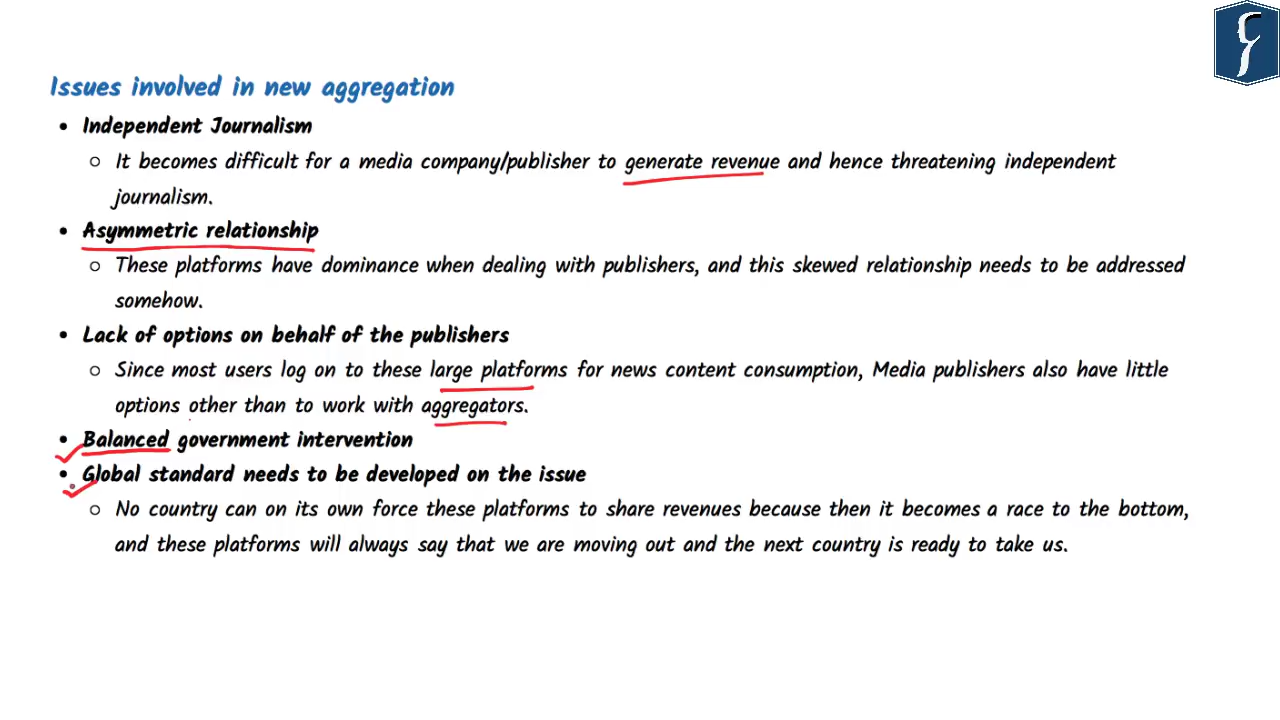 Issues involved in new aggregation
• Independent Journalism
○ It becomes difficult for a media company/publisher to generate revenue and hence threatening independent
journalism.
• Asymmetric relationship
○ These platforms have dominance when dealing with publishers, and this skewed relationship needs to be addressed
somehow.
• Lack of options on behalf of the publishers
○ Since most users log on to these large platforms for news content consumption, Media publishers also have little
options other than to work with aggregators.
• Balanced government intervention
• Global standard needs to be developed on the issue
○ No country can on its own force these platforms to share revenues because then it becomes a race to the bottom,
and these platforms will always say that we are moving out and the next country is ready to take us.